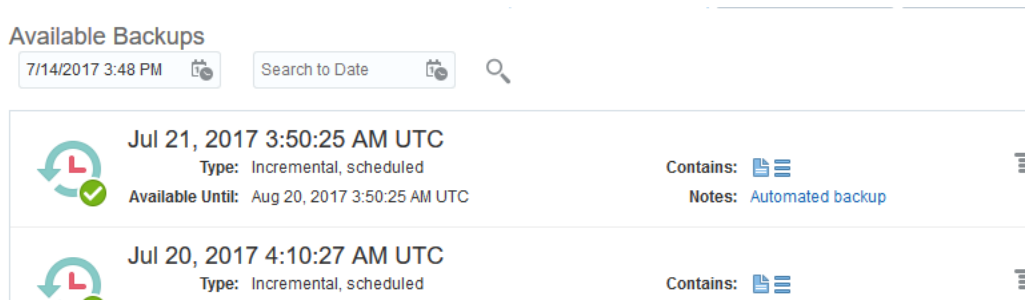 Available Backups
7/14/2017 3:48 PM Search to Date
Jul 21, 2017 3:50:25 AM UTC
Type: Incremental, scheduled Contains:
Available Until: Aug 20, 2017 3:50:25 AM UTC Notes: Automated backup
Jul 20, 2017 4:10:27 AM UTC
Type: Incremental, scheduled Contains: